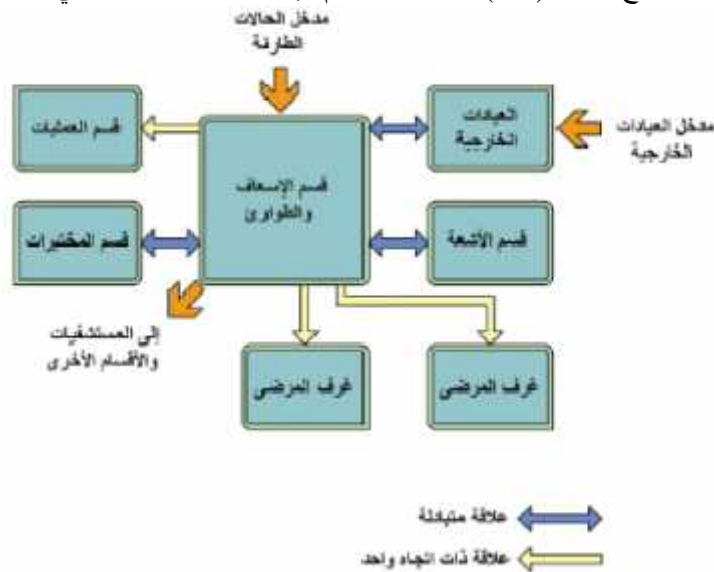 مدخل الحالات
الطارئة
قسم العمليات
العيادات
الخارجية
مدخل العيادات
الخارجية
قسم الإسعاف
والطوارئ
قسم المختبرات
قسم الأشعة
إلى المستشفيات
والأقسام الأخرى
غرف المرضى
غرف المرضى
علاقة متبادلة
علاقة ذات اتجاه واحد